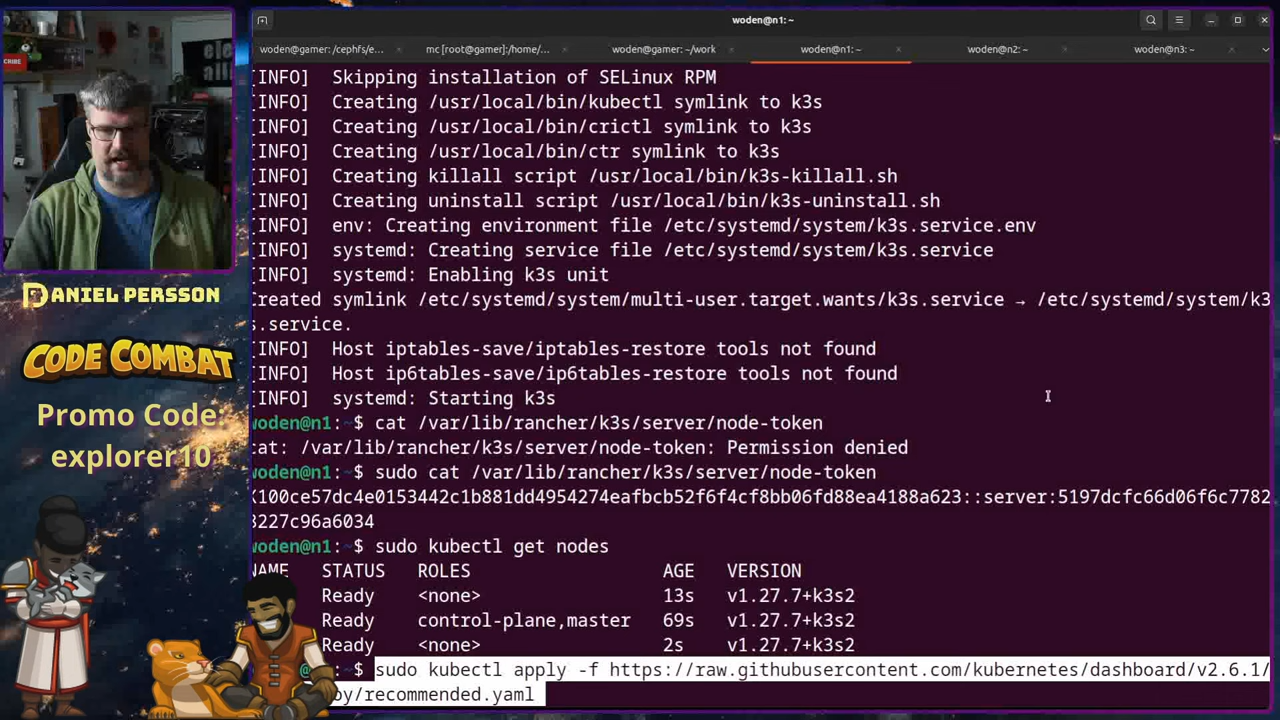 woden@n1: ~
woden@gamer: /cephfs/e...
mc [root@gamer]:/home/...
woden@gamer: ~/work
woden@n1: ~
woden@n2: ~
woden@n3: ~
[INFO]  Skipping installation of SELinux RPM
[INFO]  Creating /usr/local/bin/kubectl symlink to k3s
[INFO]  Creating /usr/local/bin/crictl symlink to k3s
[INFO]  Creating /usr/local/bin/ctr symlink to k3s
[INFO]  Creating killall script /usr/local/bin/k3s-killall.sh
[INFO]  Creating uninstall script /usr/local/bin/k3s-uninstall.sh
[INFO]  env: Creating environment file /etc/systemd/system/k3s.service.env
[INFO]  systemd: Creating service file /etc/systemd/system/k3s.service
[INFO]  systemd: Enabling k3s unit
Created symlink /etc/systemd/system/multi-user.target.wants/k3s.service → /etc/systemd/system/k3
s.service.
[INFO]  Host iptables-save/iptables-restore tools not found
[INFO]  Host ip6tables-save/ip6tables-restore tools not found
[INFO]  systemd: Starting k3s
woden@n1:~$ cat /var/lib/rancher/k3s/server/node-token
cat: /var/lib/rancher/k3s/server/node-token: Permission denied
woden@n1:~$ sudo cat /var/lib/rancher/k3s/server/node-token
K100ce57dc4e0153442c1b881dd4954274eafbcb52f6f4cf8bb06fd88ea4188a623::server:5197dcfc66d06f6c7782
3227c96a6034
woden@n1:~$ sudo kubectl get nodes
NAME STATUS ROLES AGE VERSION
Ready <none> 13s v1.27.7+k3s2
Ready control-plane,master 69s v1.27.7+k3s2
Ready <none> 2s v1.27.7+k3s2
$ sudo kubectl apply -f https://raw.githubusercontent.com/kubernetes/dashboard/v2.6.1/
oy/recommended.yaml
DANIEL PERSSON
CODE COMBAT
Promo Code:
explorer10